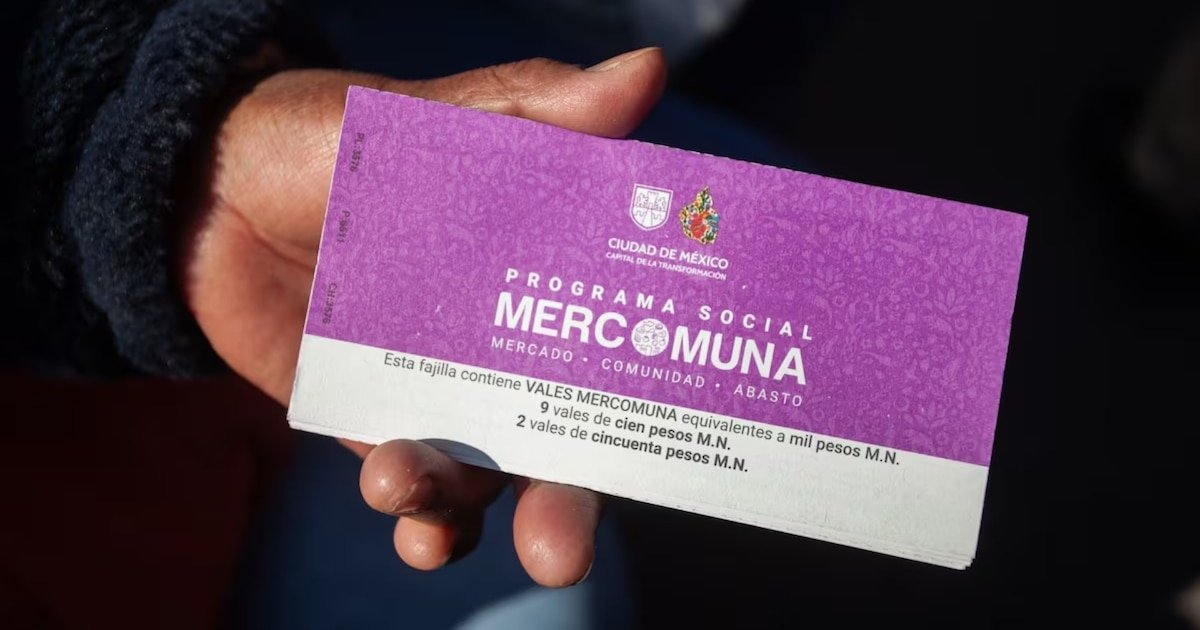 CIUDAD DE MÉXICO
CAPITAL DE LA TRANSFORMACIÓN
PROGRAMA SOCIAL
MERCOMUNA
MERCADO • COMUNIDAD • ABASTO
Esta fajilla contiene VALES MERCOMUNA equivalentes a mil pesos M.N.
9 vales de cien pesos M.N.
2 vales de cincuenta pesos M.N.